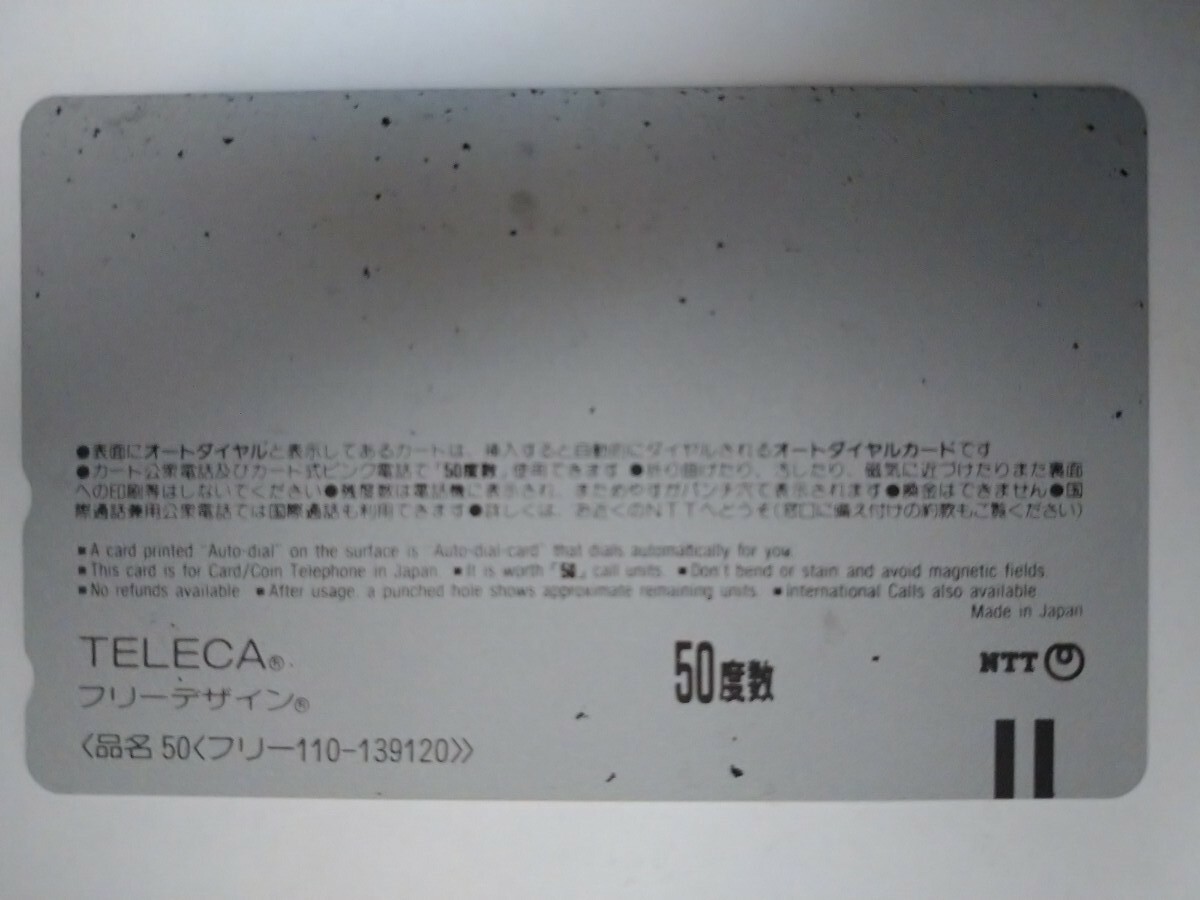 ●表面にオートダイヤルと表示してあるカードは、挿入すると自動的にダイヤルされるオートダイヤルカードです
●カード公衆電話及びカード式ピンク電話で「50度数」使用できます ●折り曲げたり、汚したり、磁気に近づけたりまた裏面
への印刷等はしないでください●残度数は電話機に表示され、まためやすがパンチ穴で表示されます●換金はできません●国
際通話兼用公衆電話では国際通話も利用できます●詳しくは、お近くのNTTへどうぞ(窓口に備え付けの約款もご覧ください)
■A card printed "Auto-dial" on the surface is "Auto-dial-card" that dials automatically for you.
■This card is for Card/Coin Telephone in Japan. ■It is worth「50」call units. ■Don't bend or stain and avoid magnetic fields.
■No refunds available ■After usage, a punched hole shows approximate remaining units. ■International Calls also available
Made in Japan
TELECA®
フリーデザイン®
50度数
NTT
〈品名 50〈フリー110-139120〉〉